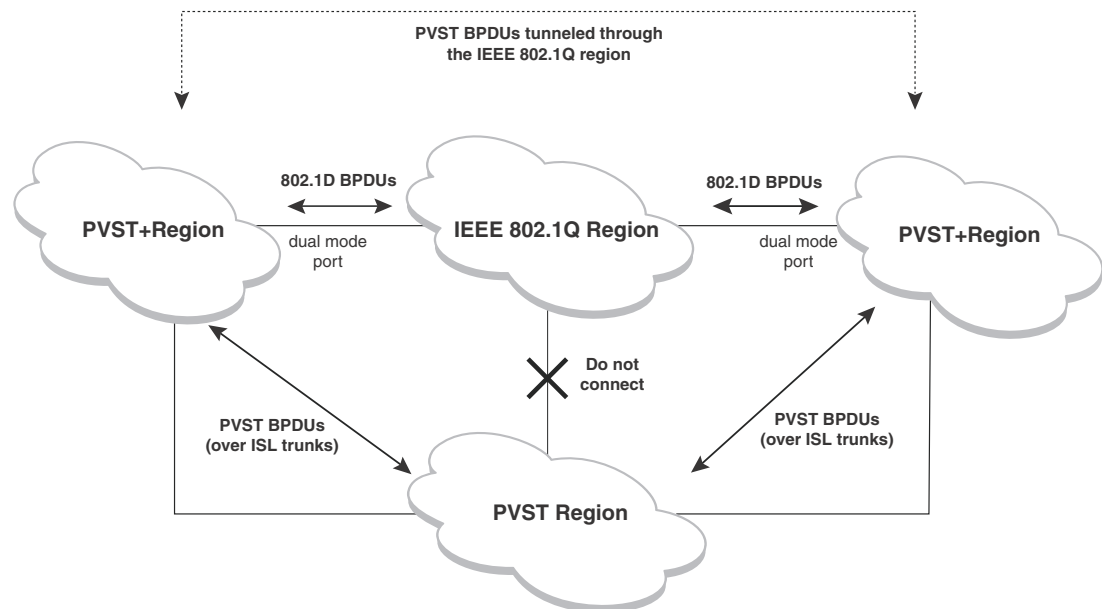 PVST BPDUs tunneled through
the IEEE 802.1Q region
802.1D BPDUs
802.1D BPDUs
PVST+Region
IEEE 802.1Q Region
PVST+Region
dual mode
port
dual mode
port
Do not
connect
PVST BPDUs
(over ISL trunks)
PVST BPDUs
(over ISL trunks)
PVST Region